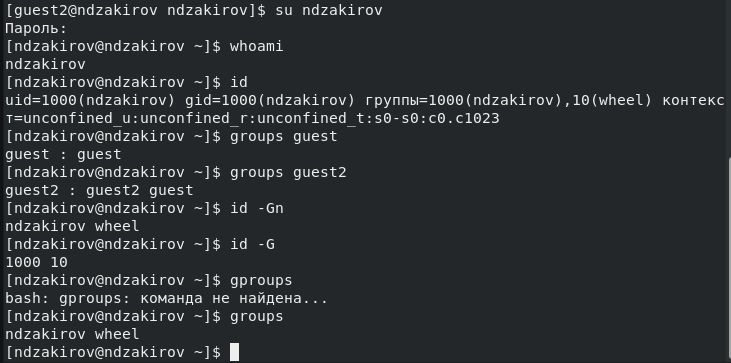 [guest2@ndzakirov ndzakirov]$ su ndzakirov
Пароль:
[ndzakirov@ndzakirov ~]$ whoami
ndzakirov
[ndzakirov@ndzakirov ~]$ id
uid=1000(ndzakirov) gid=1000(ndzakirov) группы=1000(ndzakirov),10(wheel) контекс
т=unconfined_u:unconfined_r:unconfined_t:s0-s0:c0.c1023
[ndzakirov@ndzakirov ~]$ groups guest
guest : guest
[ndzakirov@ndzakirov ~]$ groups guest2
guest2 : guest2 guest
[ndzakirov@ndzakirov ~]$ id -Gn
ndzakirov wheel
[ndzakirov@ndzakirov ~]$ id -G
1000 10
[ndzakirov@ndzakirov ~]$ gproups
bash: gproups: команда не найдена...
[ndzakirov@ndzakirov ~]$ groups
ndzakirov wheel
[ndzakirov@ndzakirov ~]$